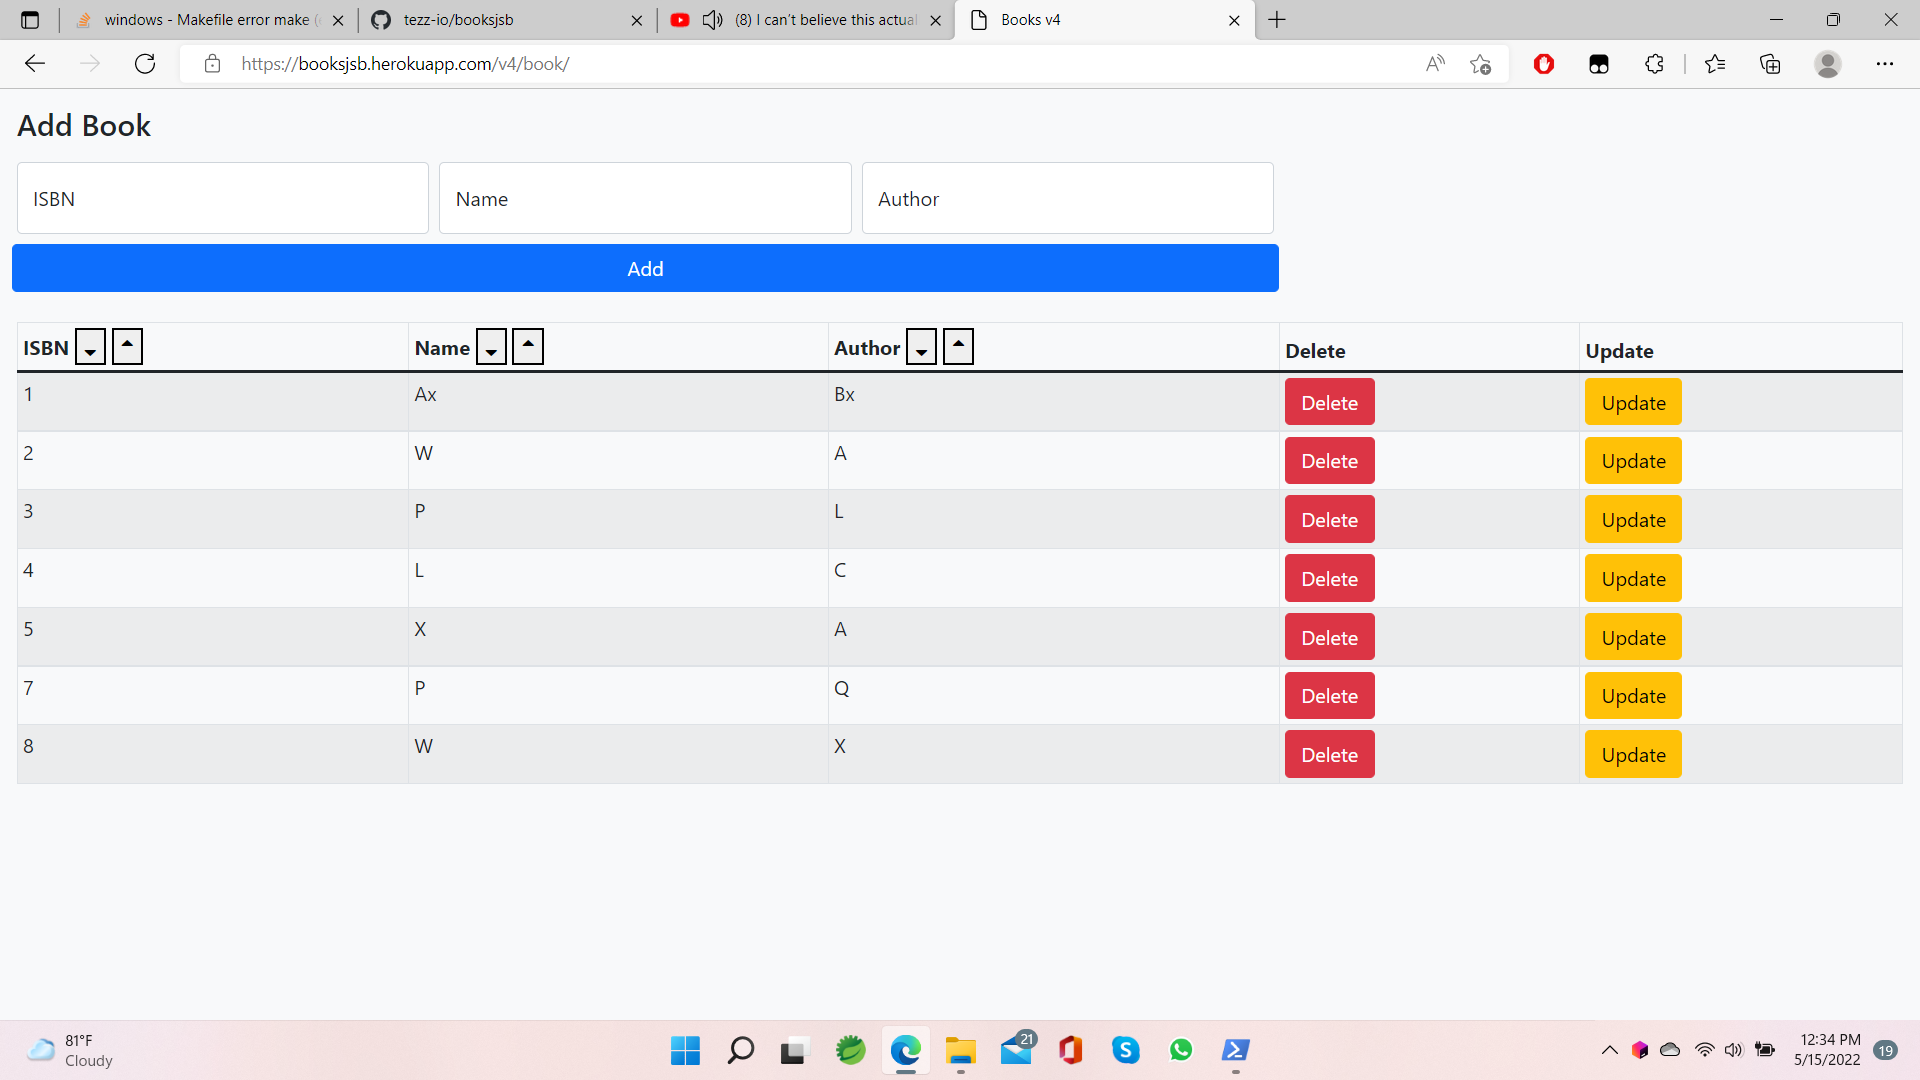 windows - Makefile error make (
tezz-io/booksjsb
(8) I can't believe this actual
Books v4
https://booksjsb.herokuapp.com/v4/book/
Add Book
ISBN Name Author
Add
ISBN Name Author Delete Update
1 Ax Bx Delete Update
2 W A Delete Update
3 P L Delete Update
4 L C Delete Update
5 X A Delete Update
7 P Q Delete Update
8 W X Delete Update
81°F
Cloudy
21
12:34 PM
5/15/2022
19